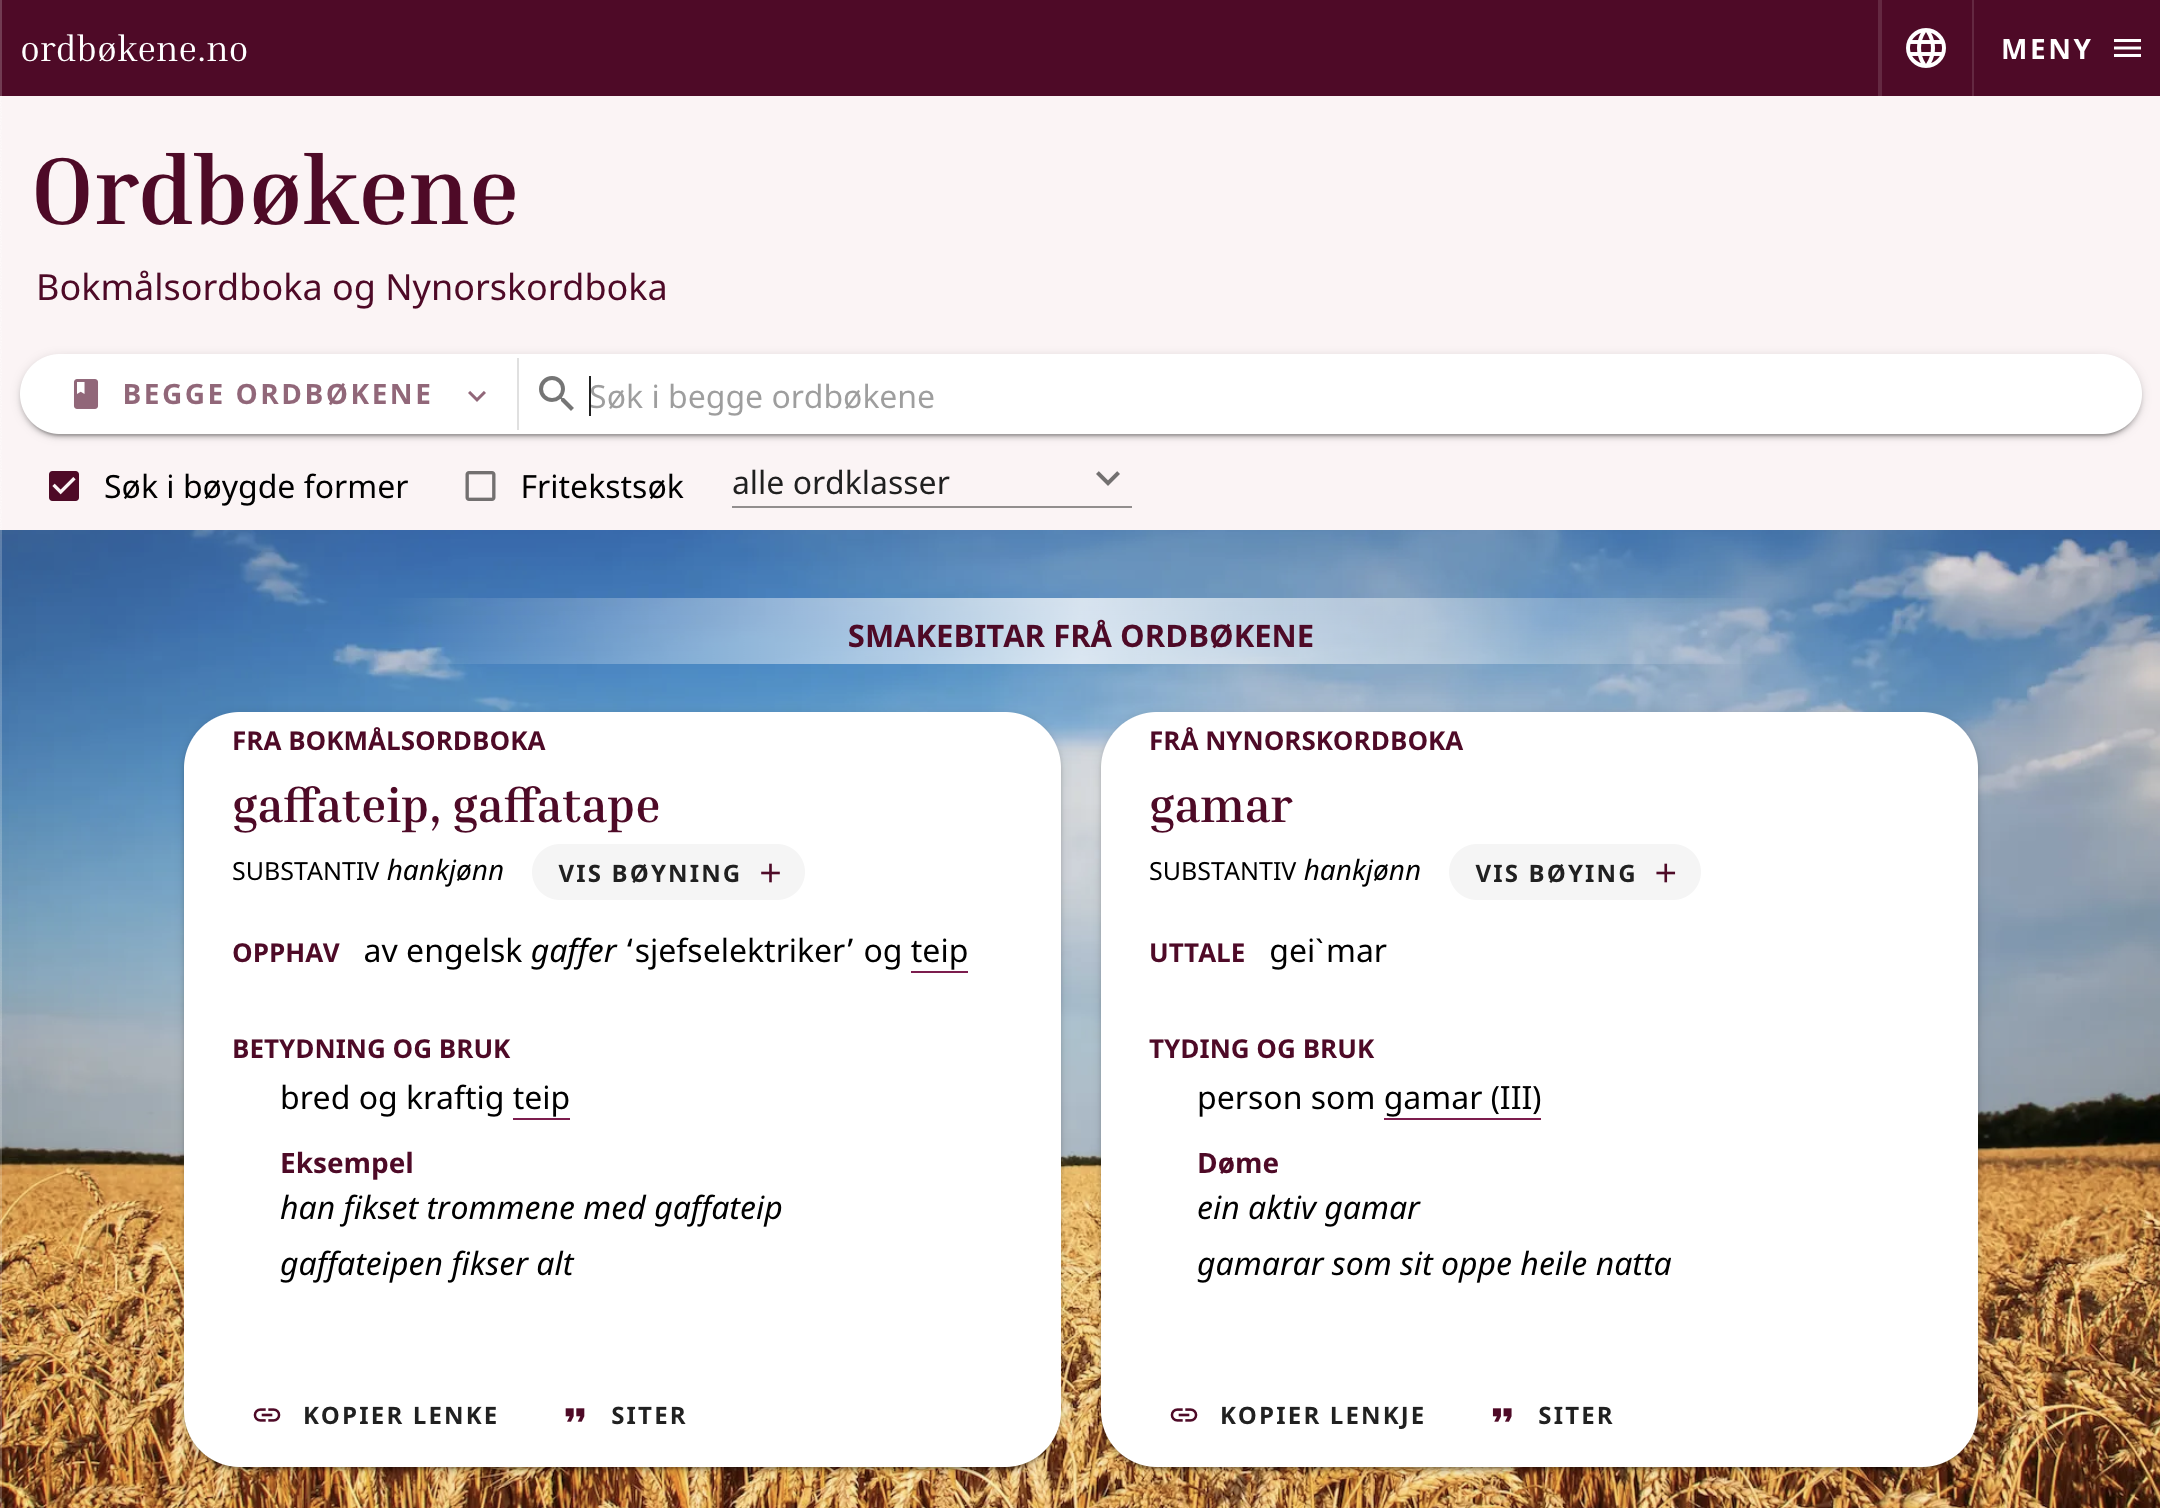 ordbøkene.no
MENY
Ordbøkene
Bokmålsordboka og Nynorskordboka
BEGGE ORDBØKENE
Søk i begge ordbøkene
Søk i bøygde former
Fritekstsøk
alle ordklasser
SMAKEBITAR FRÅ ORDBØKENE
FRA BOKMÅLSORDBOKA
gaffateip, gaffatape
SUBSTANTIV hankjønn
VIS BØYNING
OPPHAV av engelsk gaffer ‘sjefselektriker’ og teip
BETYDNING OG BRUK
bred og kraftig teip
Eksempel
han fikset trommene med gaffateip
gaffateipen fikser alt
KOPIER LENKE
SITER
FRÅ NYNORSKORDBOKA
gamar
SUBSTANTIV hankjønn
VIS BØYING
UTTALE gei`mar
TYDING OG BRUK
person som gamar (III)
Døme
ein aktiv gamar
gamarar som sit oppe heile natta
KOPIER LENKJE
SITER